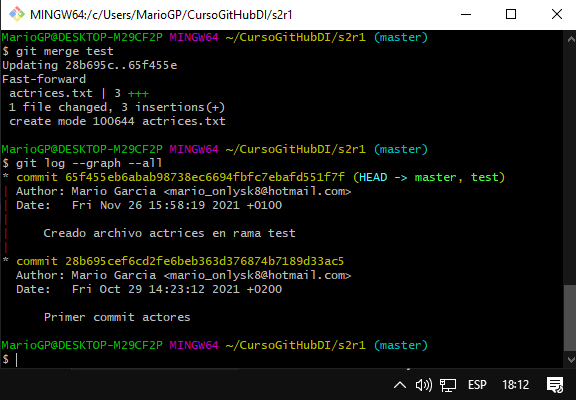 MINGW64:/c/Users/MarioGP/CursoGitHubDI/s2r1
MarioGP@DESKTOP-M29CF2P MINGW64 ~/CursoGitHubDI/s2r1 (master)
$ git merge test
Updating 28b695c..65f455e
Fast-forward
 actrices.txt | 3 +++
 1 file changed, 3 insertions(+)
 create mode 100644 actrices.txt
MarioGP@DESKTOP-M29CF2P MINGW64 ~/CursoGitHubDI/s2r1 (master)
$ git log --graph --all
* commit 65f455eb6abab98738ec6694fbfc7ebafd551f7f (HEAD -> master, test)
| Author: Mario Garcia <mario_onlysk8@hotmail.com>
| Date:   Fri Nov 26 15:58:19 2021 +0100
|
|     Creado archivo actrices en rama test
|
* commit 28b695cef6cd2fe6beb363d376874b7189d33ac5
  Author: Mario Garcia <mario_onlysk8@hotmail.com>
  Date:   Fri Oct 29 14:23:12 2021 +0200
      Primer commit actores
MarioGP@DESKTOP-M29CF2P MINGW64 ~/CursoGitHubDI/s2r1 (master)
$
ESP 18:12